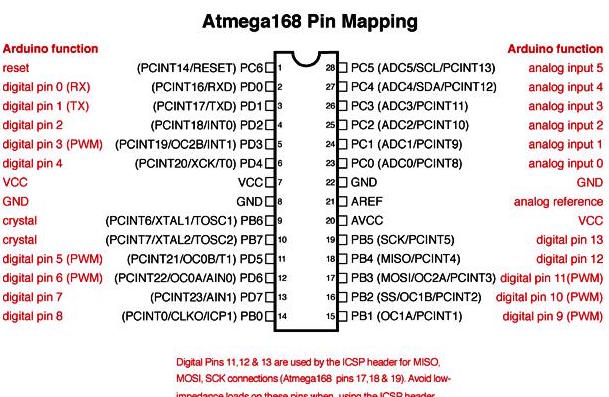 Atmega168 Pin Mapping
Arduino function Arduino function
reset (PCINT14/RESET) PC6 1 28 PC5 (ADC5/SCL/PCINT13) analog input 5
digital pin 0 (RX) (PCINT16/RXD) PD0 2 27 PC4 (ADC4/SDA/PCINT12) analog input 4
digital pin 1 (TX) (PCINT17/TXD) PD1 3 26 PC3 (ADC3/PCINT11) analog input 3
digital pin 2 (PCINT18/INT0) PD2 4 25 PC2 (ADC2/PCINT10) analog input 2
digital pin 3 (PWM) (PCINT19/OC2B/INT1) PD3 5 24 PC1 (ADC1/PCINT9) analog input 1
digital pin 4 (PCINT20/XCK/T0) PD4 6 23 PC0 (ADC0/PCINT8) analog input 0
VCC VCC 7 22 GND GND
GND GND 8 21 AREF analog reference
crystal (PCINT6/XTAL1/TOSC1) PB6 9 20 AVCC VCC
crystal (PCINT7/XTAL2/TOSC2) PB7 10 19 PB5 (SCK/PCINT5) digital pin 13
digital pin 5 (PWM) (PCINT21/OC0B/T1) PD5 11 18 PB4 (MISO/PCINT4) digital pin 12
digital pin 6 (PWM) (PCINT22/OC0A/AIN0) PD6 12 17 PB3 (MOSI/OC2A/PCINT3) digital pin 11(PWM)
digital pin 7 (PCINT23/AIN1) PD7 13 16 PB2 (SS/OC1B/PCINT2) digital pin 10 (PWM)
digital pin 8 (PCINT0/CLKO/ICP1) PB0 14 15 PB1 (OC1A/PCINT1) digital pin 9 (PWM)
Digital Pins 11,12 & 13 are used by the ICSP header for MISO,
MOSI, SCK connections (Atmega168 pins 17,18 & 19). Avoid low-
impedance loads on these pins when using the ICSP header.